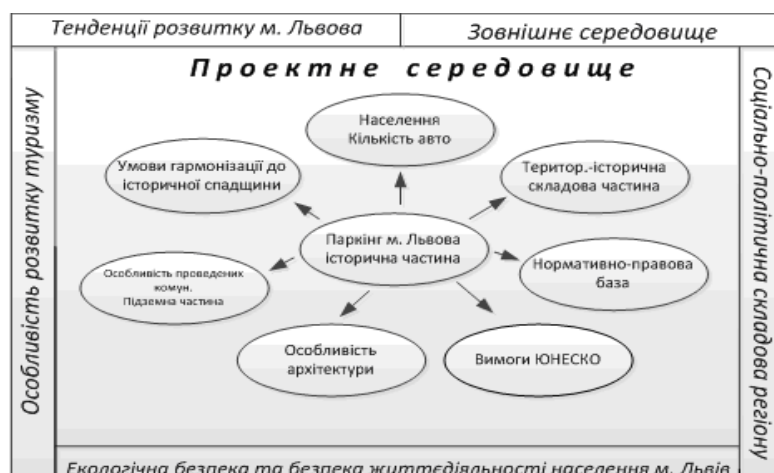 Тенденції розвитку м. Львова
Зовнішнє середовище
Проектне середовище
Населення
Кількість авто
Умови гармонізації до
історичної спадщини
Територ.-історична
складова частина
Паркінг м. Львова
історична частина
Особливість проведених
комун.
Підземна частина
Нормативно-правова
база
Особливість
архітектури
Вимоги ЮНЕСКО
Особливість розвитку туризму
Соціально-політична складова регіону
Екологічна безпека та безпека життєдіяльності населення м. Львів